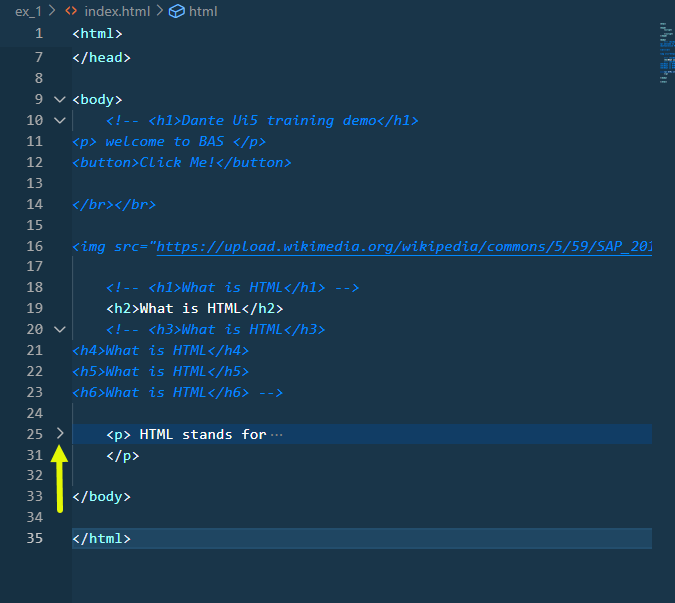 ex_1 > <> index.html > html
1 <html>
7 </head>
8
9 <body>
10 <!-- <h1>Dante Ui5 training demo</h1>
11 <p> welcome to BAS </p>
12 <button>Click Me!</button>
13
14 </br></br>
15
16 <img src="https://upload.wikimedia.org/wikipedia/commons/5/59/SAP_201
17
18 <!-- <h1>What is HTML</h1> -->
19 <h2>What is HTML</h2>
20 <!-- <h3>What is HTML</h3>
21 <h4>What is HTML</h4>
22 <h5>What is HTML</h5>
23 <h6>What is HTML</h6> -->
24
25 <p> HTML stands for ···
31 </p>
32
33 </body>
34
35 </html>